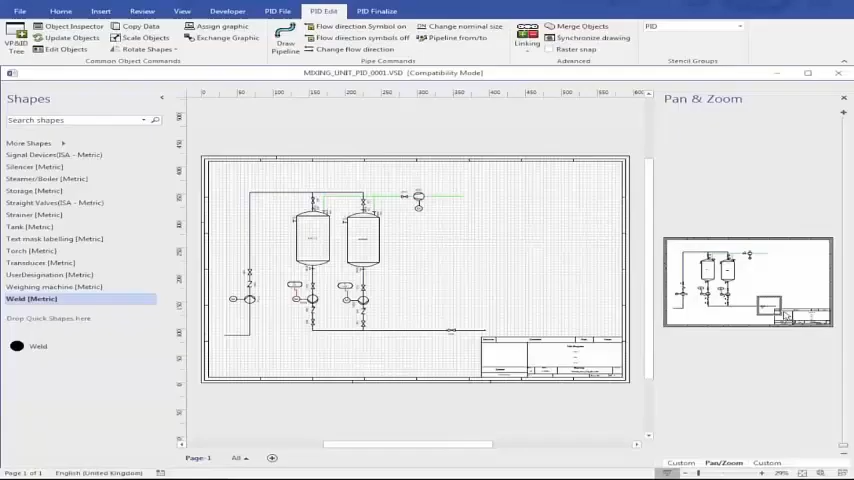 File Home Insert Design Review View Developer PID File PID Edit PID Finalize
Object Inspector Copy Data Assign graphic Flow direction Symbol on Change nominal size Merge Objects PID
Update Objects Scale Objects Exchange Graphic Flow direction symbols off Pipeline from/to Synchronize drawing
VP&ID Tree Edit Objects Rotate Shapes Draw Pipeline Change flow direction Linking Raster snap
Common Object Commands Pipe Commands Advanced Stencil Groups
MIXING_UNIT_PID_0001.VSD [Compatibility Mode]
Shapes
Pan & Zoom
Search shapes
More Shapes
Signal Devices(ISA - Metric)
Silencer [Metric]
Steamer/Boiler [Metric]
Storage [Metric]
Straight Valves(ISA - Metric)
Strainer [Metric]
Tank [Metric]
Text mask labelling [Metric]
Torch [Metric]
Transducer [Metric]
UserDesignation [Metric]
Weighing machine [Metric]
Weld [Metric]
Drop Quick Shapes here
Weld
Page-1 All
Custom Pan/Zoom Custom
Page 1 of 1 English (United Kingdom) 29%